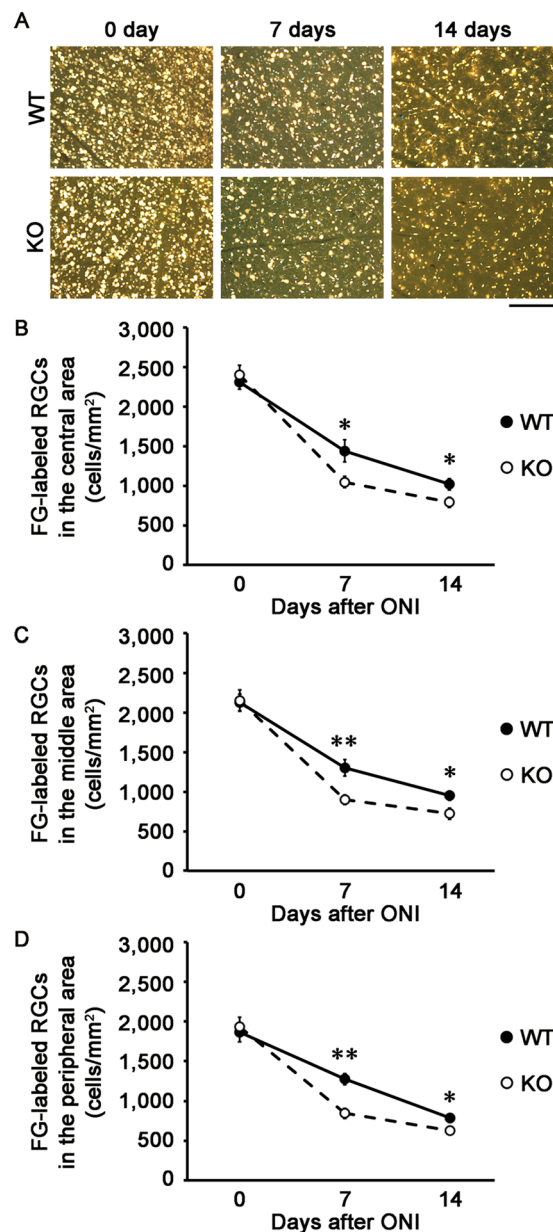 A
0 day 7 days 14 days
WT
KO
B
FG-labeled RGCs
in the central area
(cells/mm²)
3,000
2,500
2,000
1,500
1,000
500
0
*
*
WT
KO
0 7 14
Days after ONI
C
FG-labeled RGCs
in the middle area
(cells/mm²)
3,000
2,500
2,000
1,500
1,000
500
0
**
*
WT
KO
0 7 14
Days after ONI
D
FG-labeled RGCs
in the peripheral area
(cells/mm²)
3,000
2,500
2,000
1,500
1,000
500
0
**
*
WT
KO
0 7 14
Days after ONI